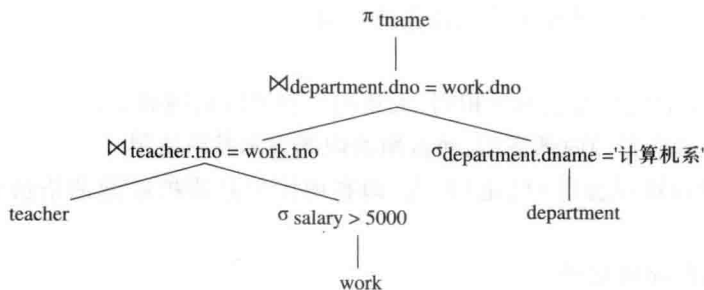 π tname
⋈department.dno = work.dno
⋈teacher.tno = work.tno
σdepartment.dname ='计算机系'
teacher
σ salary > 5000
department
work